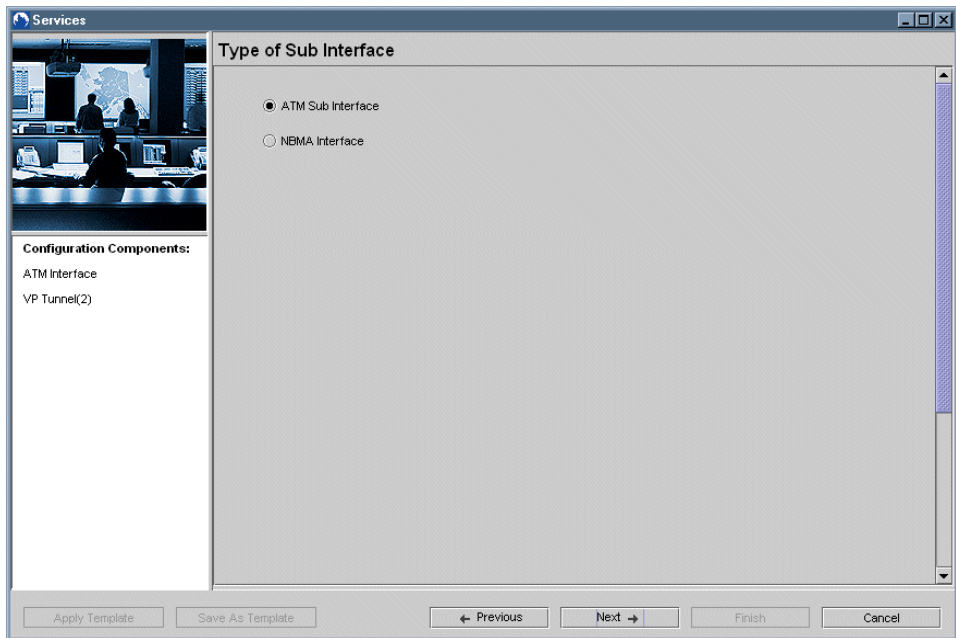 Services
Type of Sub Interface
ATM Sub Interface
NBMA Interface
Configuration Components:
ATM Interface
VP Tunnel(2)
Apply Template
Save As Template
Previous
Next
Finish
Cancel